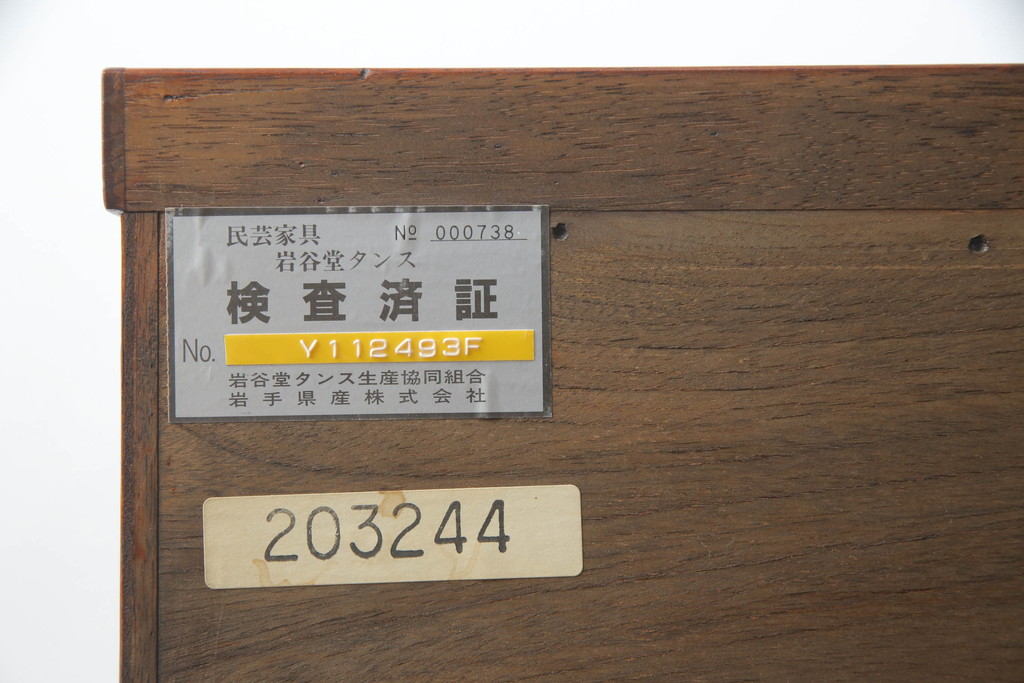 民芸家具 № 000738
岩谷堂タンス
検査済証
No. Y112493F
岩谷堂タンス生産協同組合
岩手県産株式会社
203244